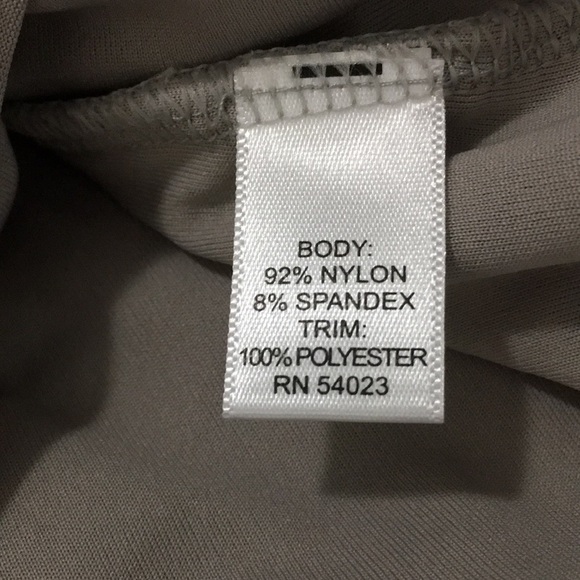 BODY:
92% NYLON
8% SPANDEX
TRIM:
100% POLYESTER
RN 54023